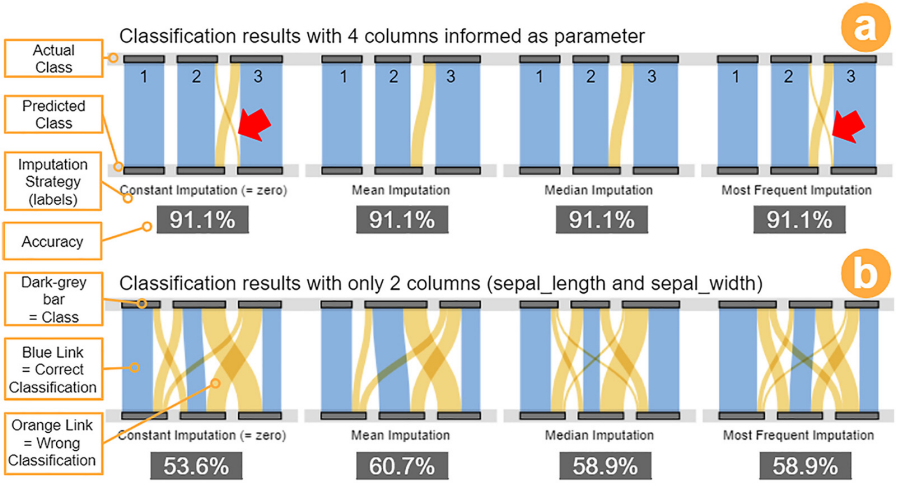 Classification results with 4 columns informed as parameter
a
Actual
Class
1 2 3 1 2 3 1 2 3 1 2 3
Predicted
Class
Imputation
Strategy
(labels)
Constant Imputation (= zero) Mean Imputation Median Imputation Most Frequent Imputation
91.1% 91.1% 91.1% 91.1%
Accuracy
Classification results with only 2 columns (sepal_length and sepal_width)
b
Dark-grey
bar
= Class
Blue Link
= Correct
Classification
Orange Link
= Wrong
Classification
Constant Imputation (= zero) Mean Imputation Median Imputation Most Frequent Imputation
53.6% 60.7% 58.9% 58.9%